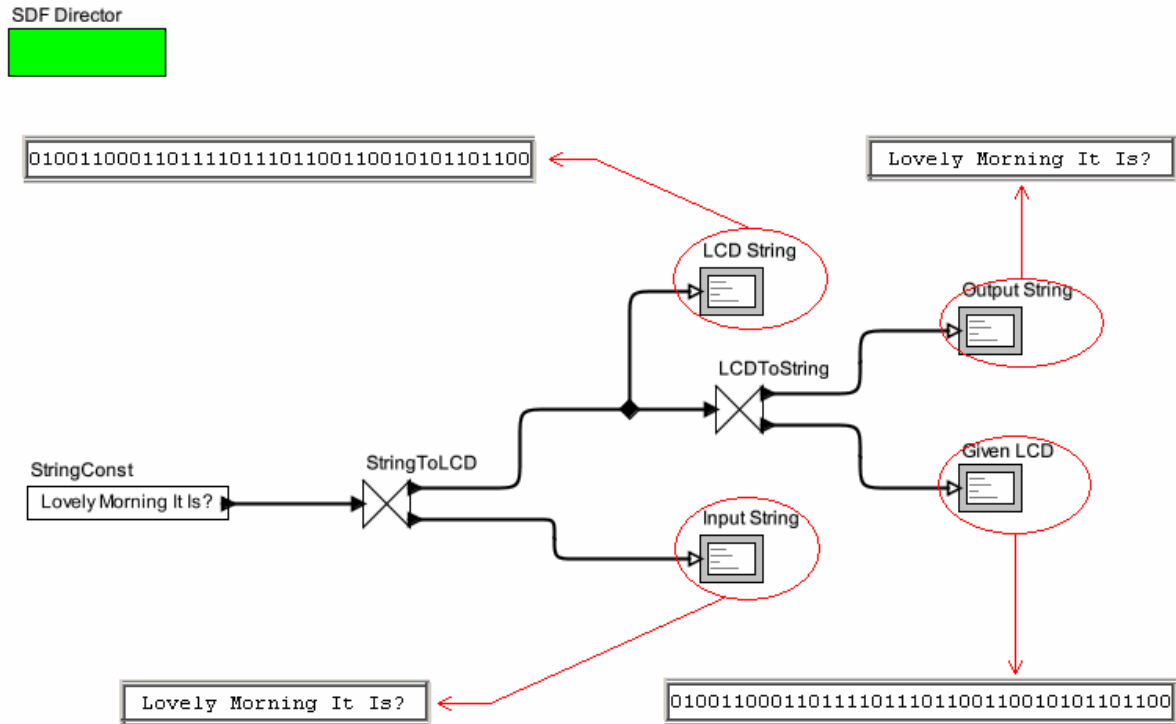 SDF Director
0100110001101111011101100110010101101100
Lovely Morning It Is?
LCD String
Output String
LCDToString
StringConst
StringToLCD
Given LCD
Lovely Morning It Is?
Input String
Lovely Morning It Is?
0100110001101111011101100110010101101100